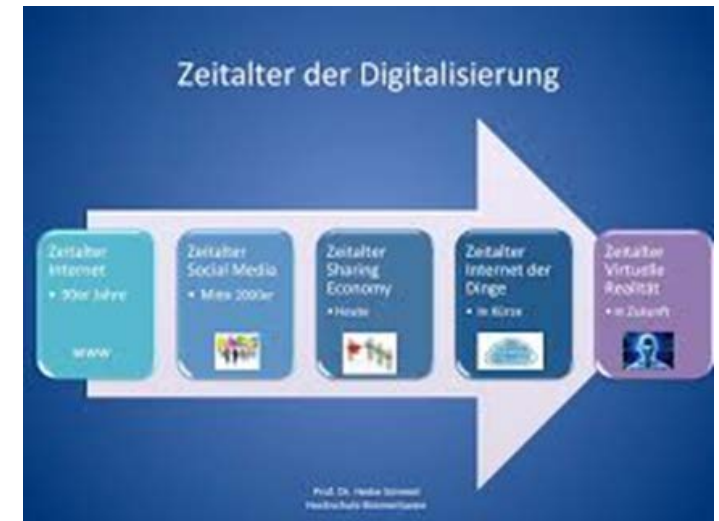 Zeitalter der Digitalisierung
Zeitalter
Internet
• 90er Jahre
www
Zeitalter
Social Media
• Mitte 2000er
Zeitalter
Sharing
Economy
• Heute
Zeitalter
Internet der
Dinge
• In Kürze
Zeitalter
Virtuelle
Realität
• In Zukunft
Prof. Dr. Heike
Hochschule Bremerhaven